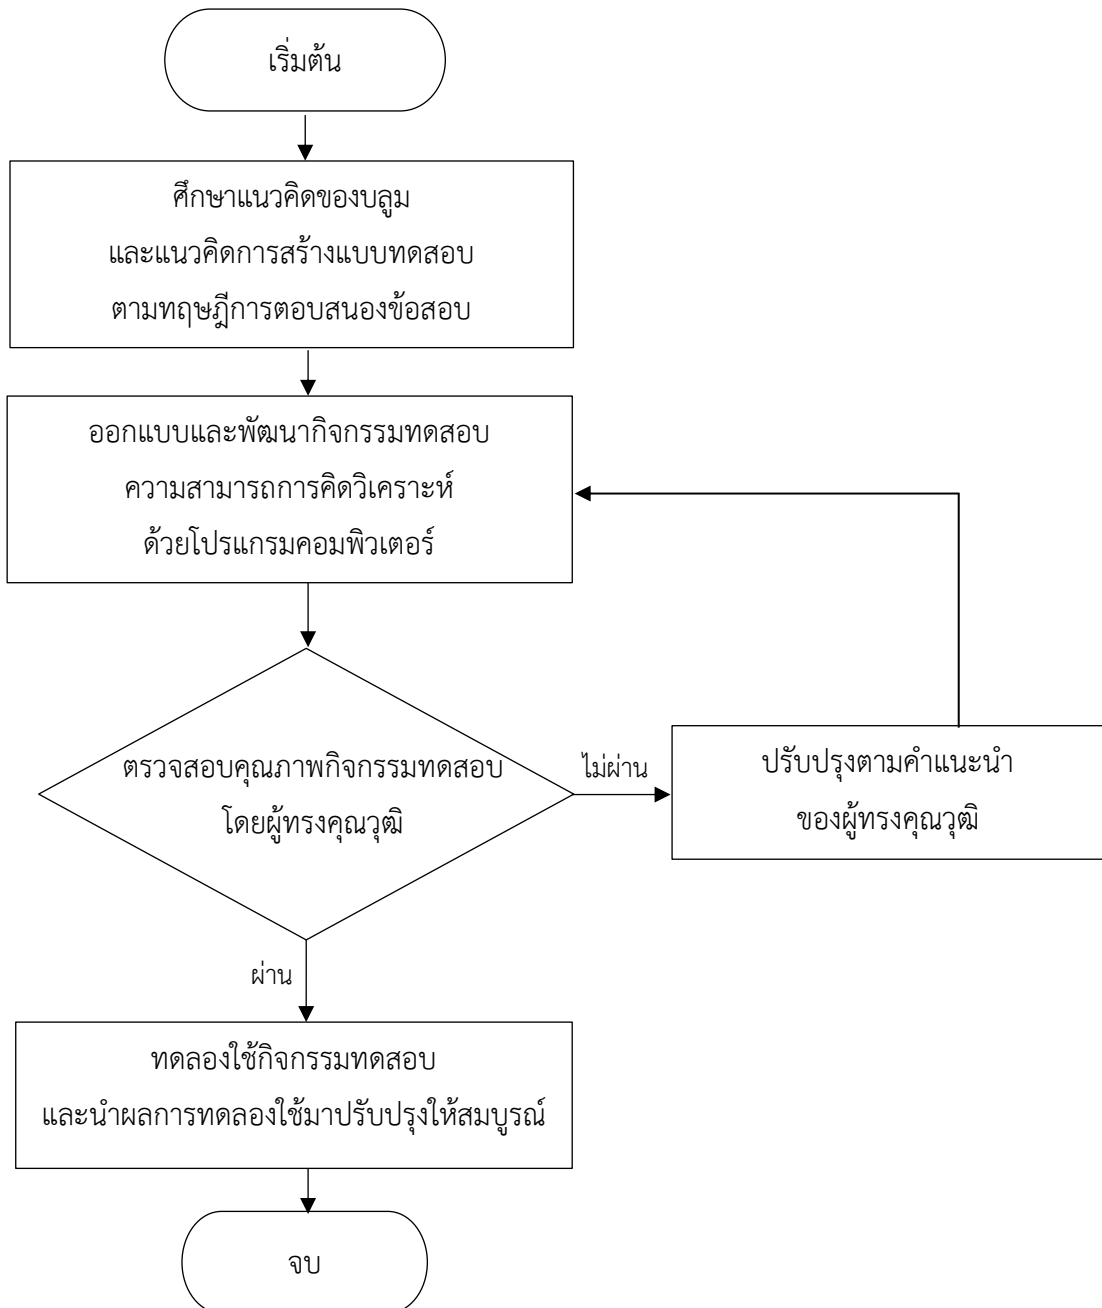 เริ่มต้น
ศึกษาแนวคิดของบลูม
และแนวคิดการสร้างแบบทดสอบ
ตามทฤษฎีการตอบสนองข้อสอบ
ออกแบบและพัฒนากิจกรรมทดสอบ
ความสามารถการคิดวิเคราะห์
ด้วยโปรแกรมคอมพิวเตอร์
ตรวจสอบคุณภาพกิจกรรมทดสอบ
โดยผู้ทรงคุณวุฒิ
ไม่ผ่าน
ปรับปรุงตามคำแนะนำ
ของผู้ทรงคุณวุฒิ
ผ่าน
ทดลองใช้กิจกรรมทดสอบ
และนำผลการทดลองใช้มาปรับปรุงให้สมบูรณ์
จบ